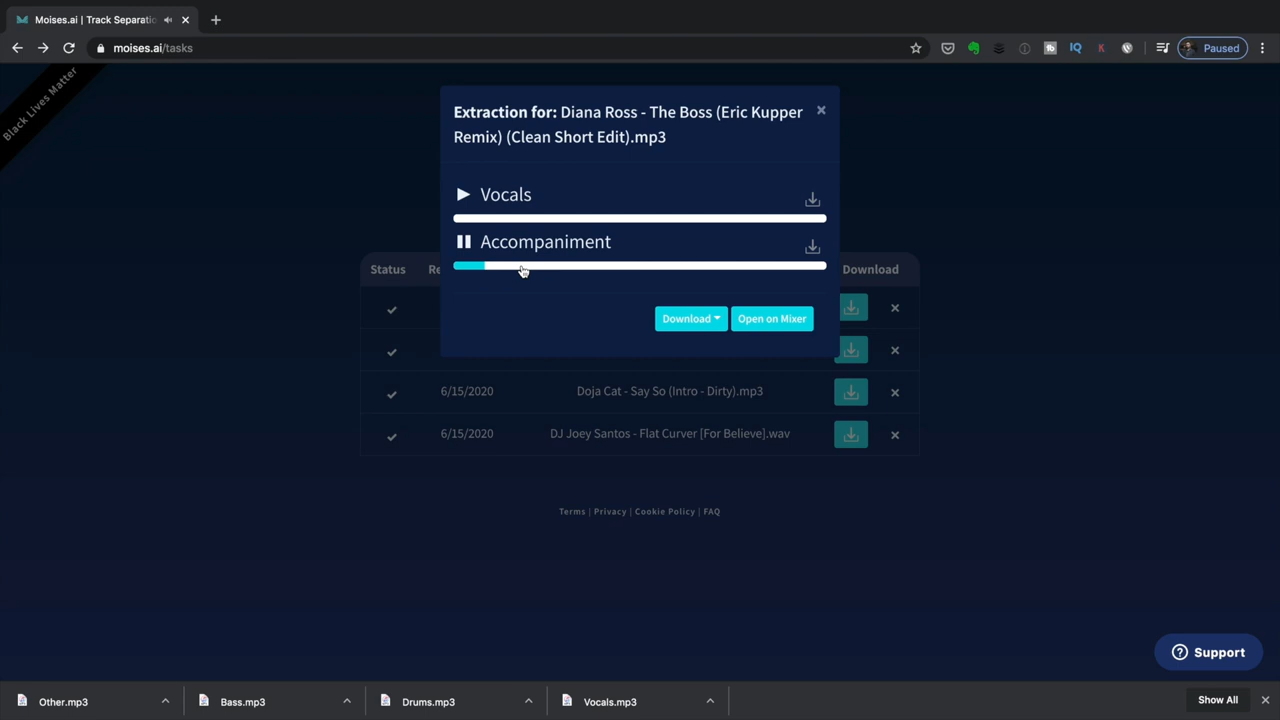 Moises.ai | Track Separatio
moises.ai/tasks
IQ
K
Paused
Black Lives Matter
Extraction for: Diana Ross - The Boss (Eric Kupper
Remix) (Clean Short Edit).mp3
Vocals
Accompaniment
Status
Re
Download
Download
Open on Mixer
6/15/2020
Doja Cat - Say So (Intro - Dirty).mp3
6/15/2020
DJ Joey Santos - Flat Curver [For Believe].wav
Terms | Privacy | Cookie Policy | FAQ
Support
Other.mp3
Bass.mp3
Drums.mp3
Vocals.mp3
Show All